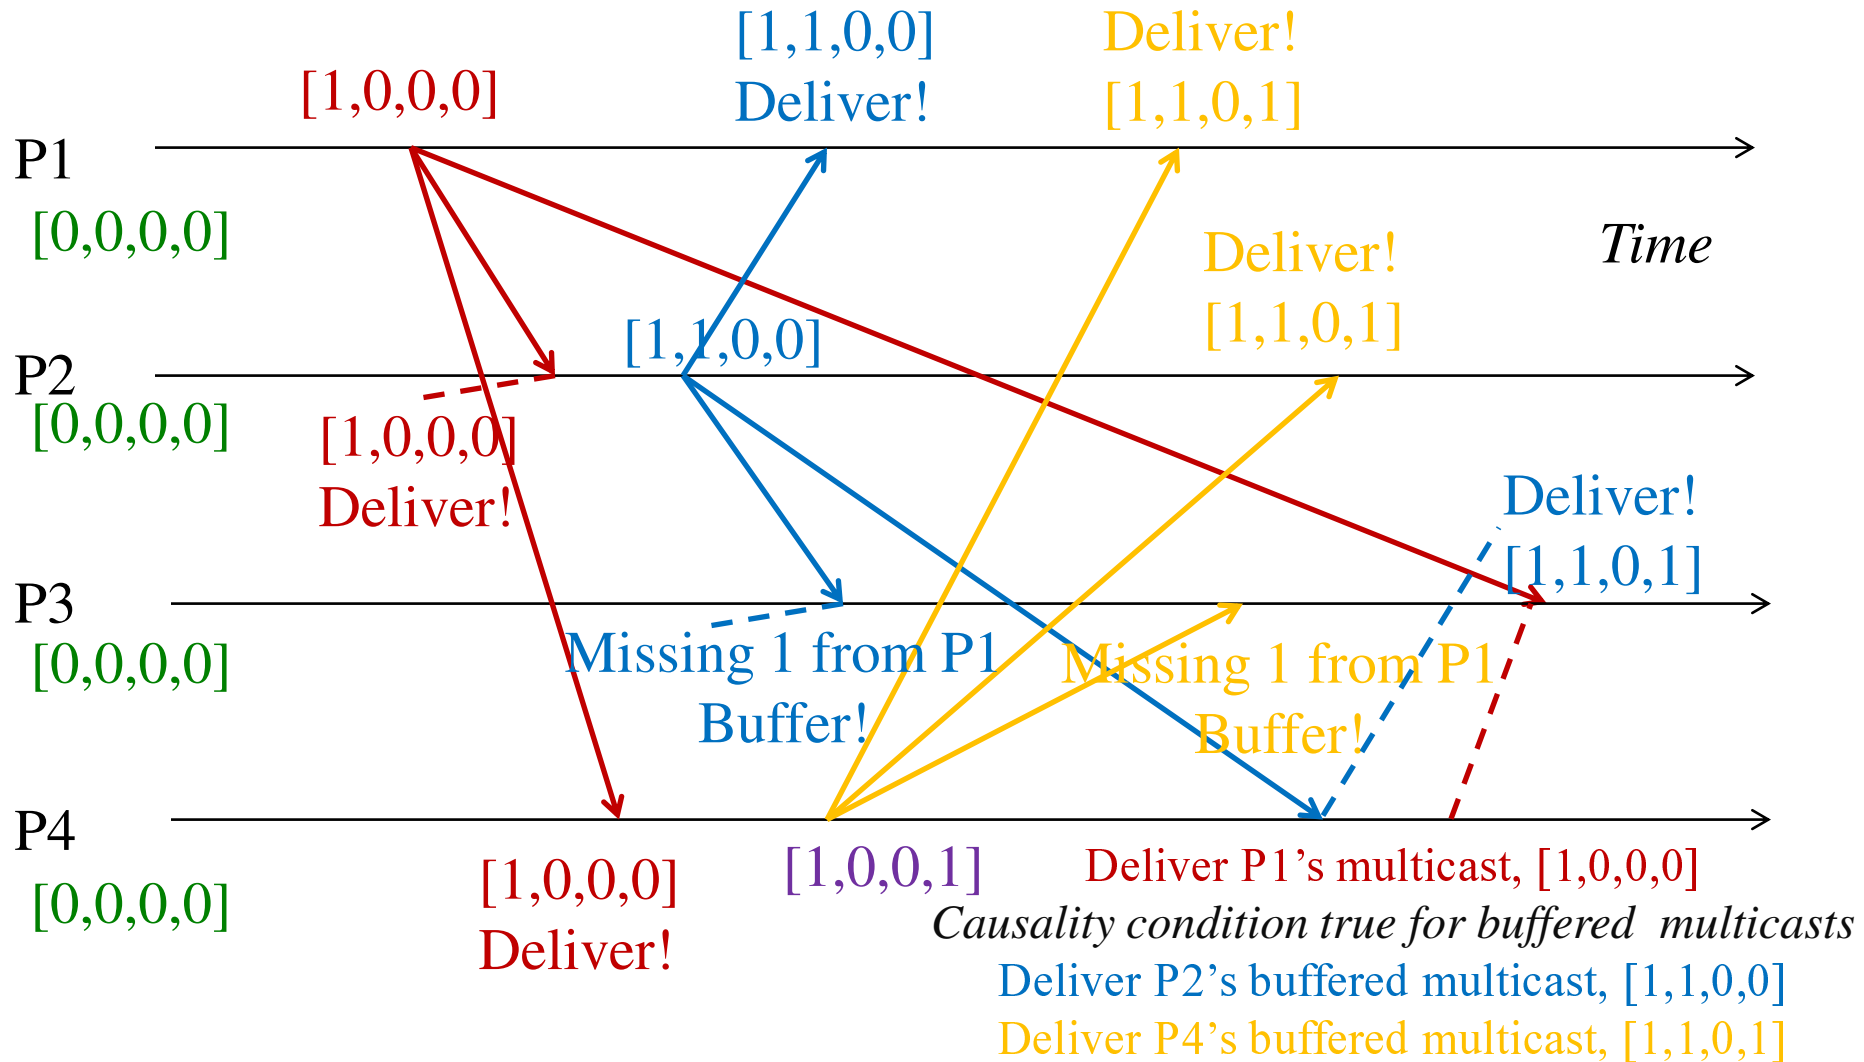 [1,1,0,0]
Deliver!
Deliver!
[1,1,0,1]
[1,0,0,0]
P1
[0,0,0,0]
Time
Deliver!
[1,1,0,1]
[1,1,0,0]
P2
[0,0,0,0]
[1,0,0,0]
Deliver!
Deliver!
[1,1,0,1]
P3
[0,0,0,0]
Missing 1 from P1
Buffer!
Missing 1 from P1
Buffer!
P4
[0,0,0,0]
[1,0,0,0]
Deliver!
[1,0,0,1]
Deliver P1’s multicast, [1,0,0,0]
Causality condition true for buffered  multicasts
Deliver P2’s buffered multicast, [1,1,0,0]
Deliver P4’s buffered multicast, [1,1,0,1]